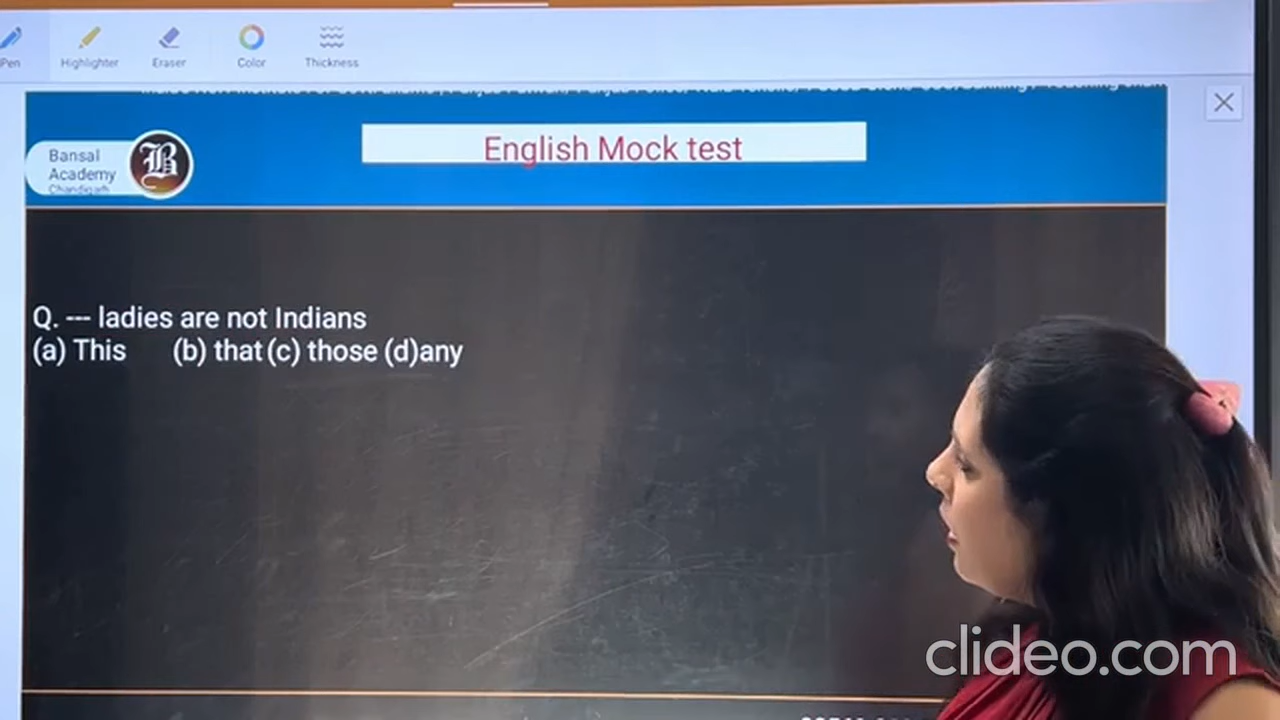 Pen
Highlighter
Eraser
Color
Thickness
Bansal
Academy
Chandigarh
B
English Mock test
Q. --- ladies are not Indians
(a) This (b) that (c) those (d)any
clideo.com